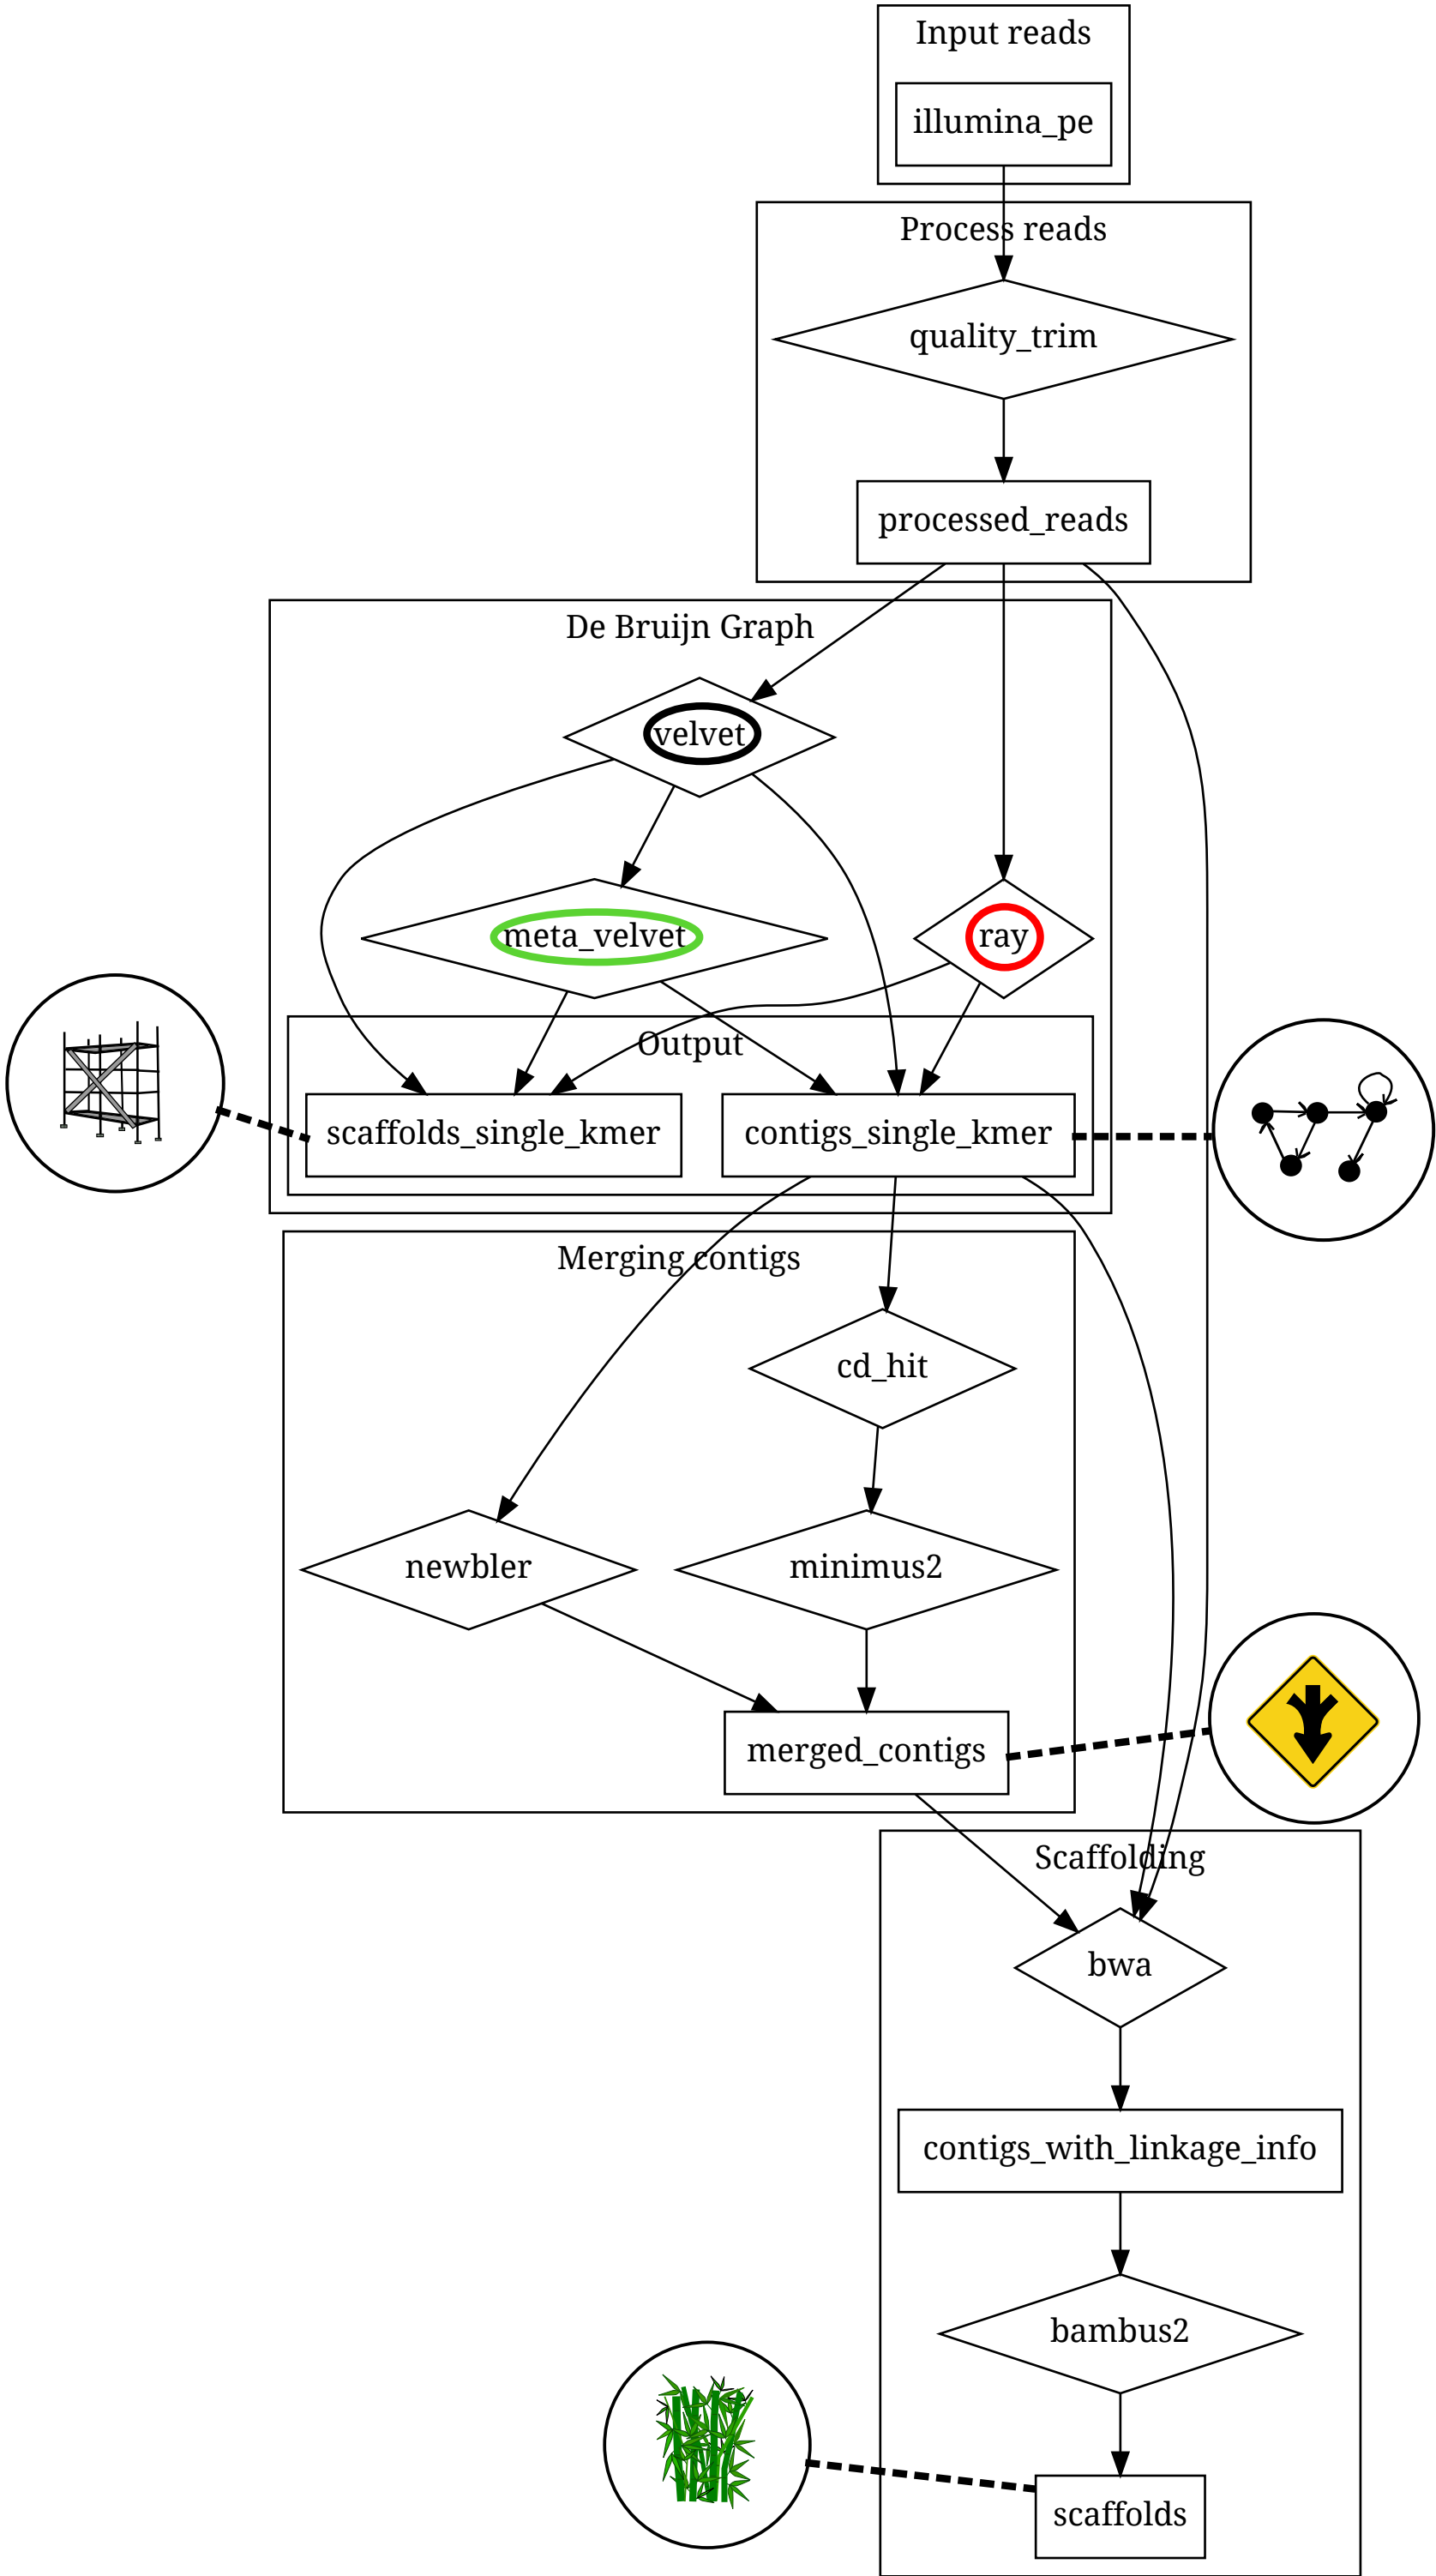 Input reads
illumina_pe
Process reads
quality_trim
processed_reads
De Bruijn Graph
velvet
meta_velvet
ray
Output
scaffolds_single_kmer
contigs_single_kmer
Merging contigs
cd_hit
newbler
minimus2
merged_contigs
Scaffolding
bwa
contigs_with_linkage_info
bambus2
scaffolds